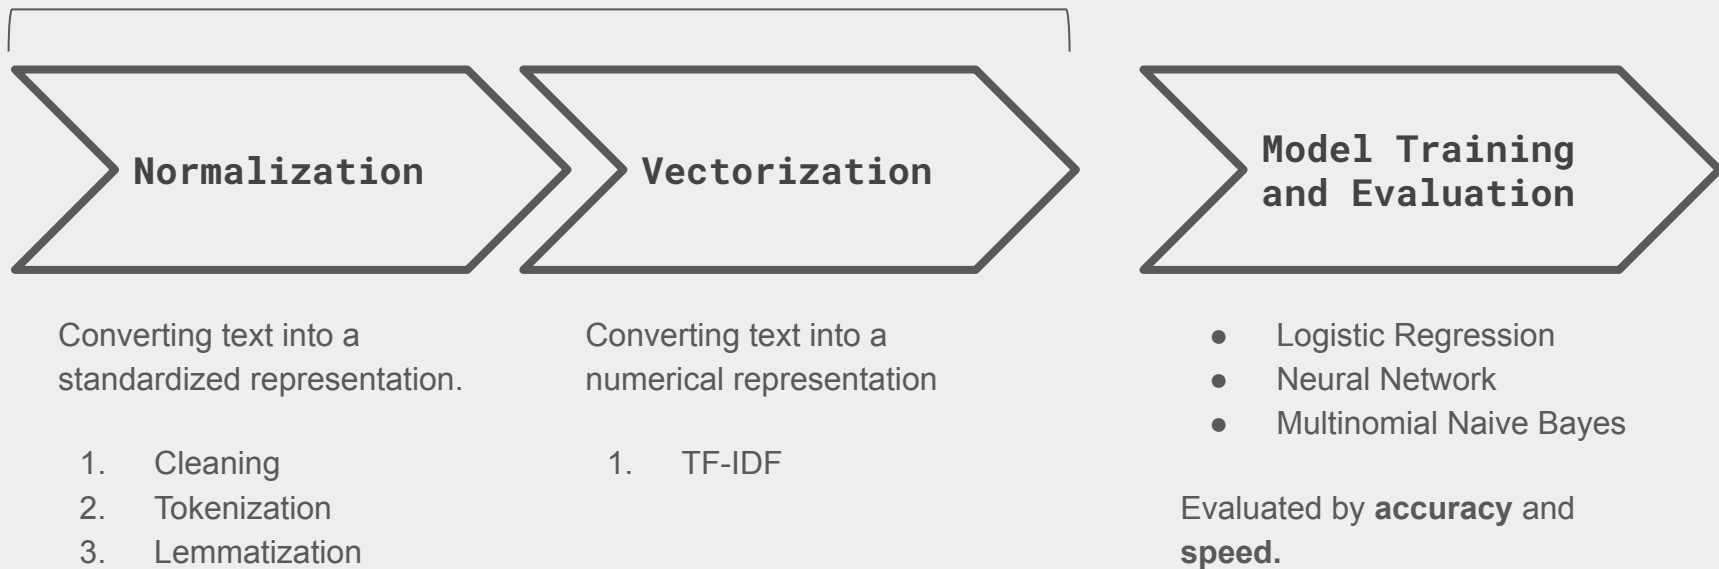 Normalization
Converting text into a
standardized representation.
1. Cleaning
2. Tokenization
3. Lemmatization
Vectorization
Converting text into a
numerical representation
1. TF-IDF
Model Training
and Evaluation
● Logistic Regression
● Neural Network
● Multinomial Naive Bayes
Evaluated by accuracy and
speed.